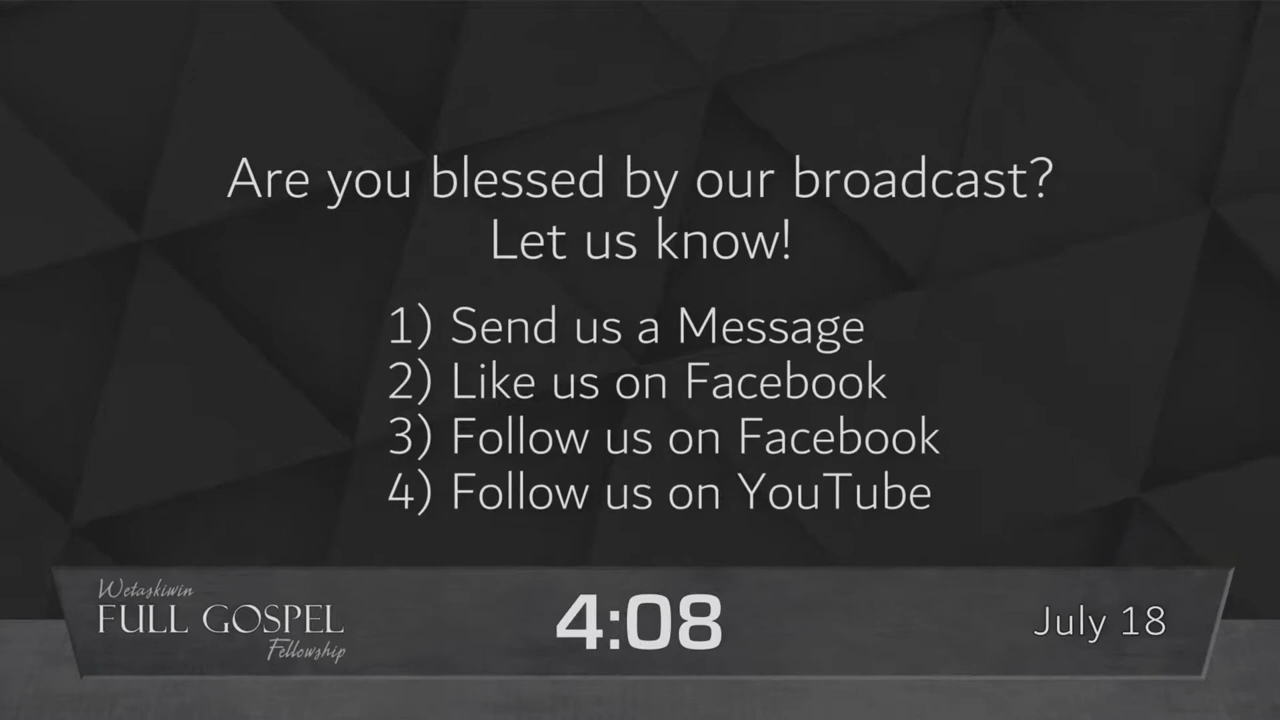 Are you blessed by our broadcast?
Let us know!
1) Send us a Message
2) Like us on Facebook
3) Follow us on Facebook
4) Follow us on YouTube
Wetaskiwin
FULL GOSPEL
Fellowship
4:08
July 18